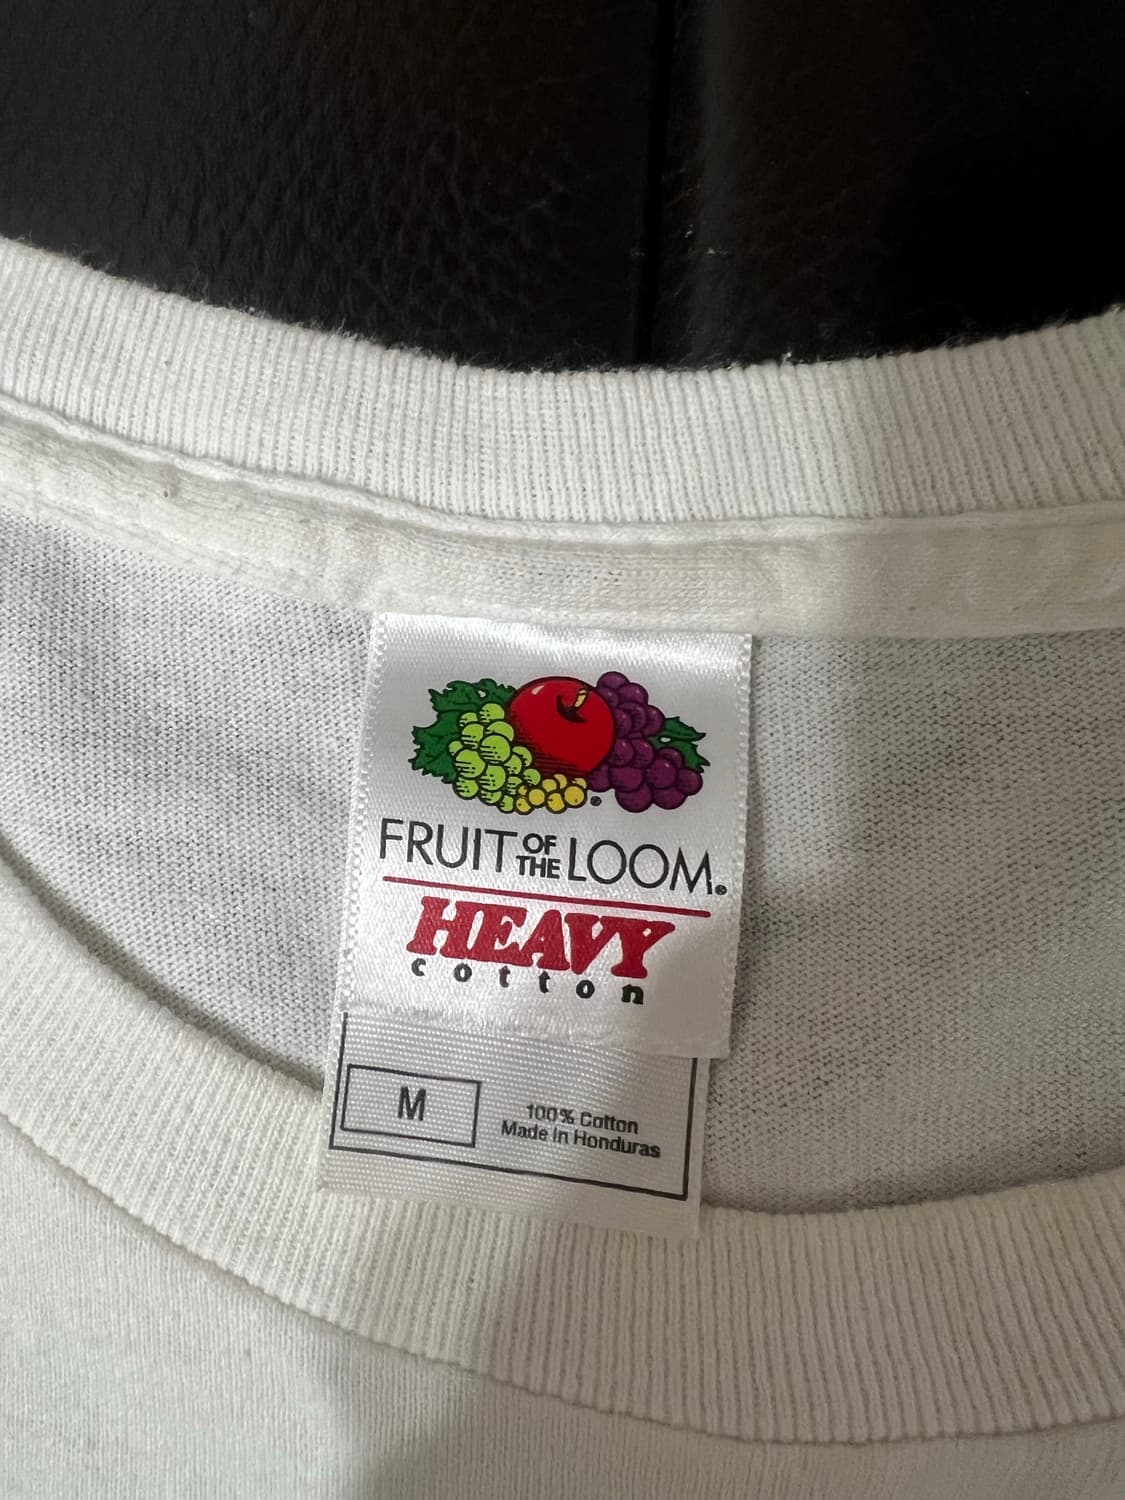 FRUIT OF THE LOOM®
HEAVY
cotton
M
100% Cotton
Made in Honduras